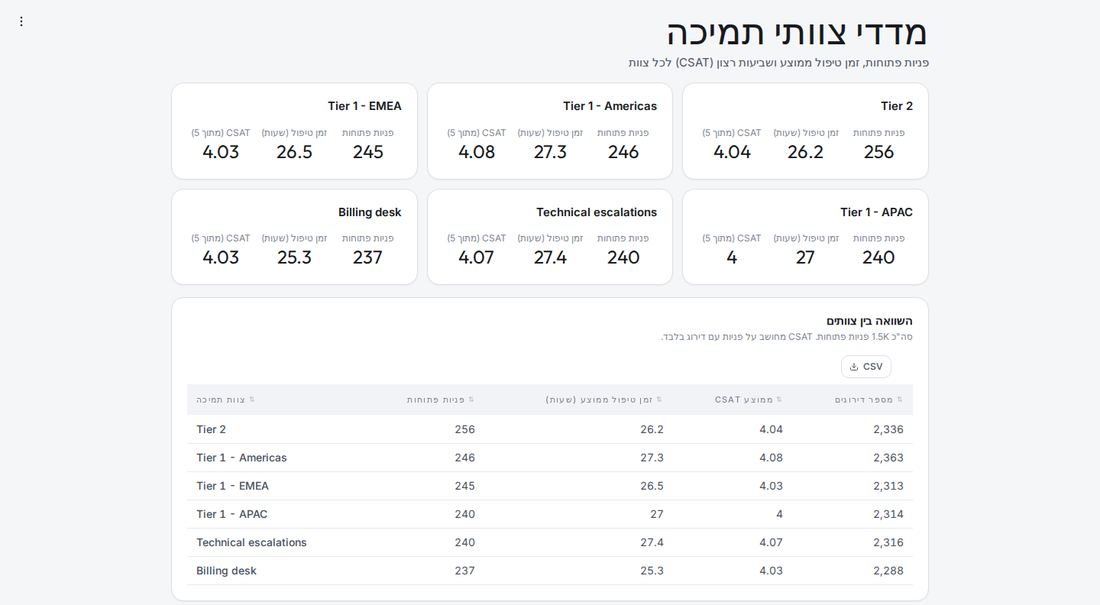 מדדי צוותי תמיכה
פניות פתוחות, זמן טיפול ממוצע ושביעות רצון (CSAT) לכל צוות
Tier 2
פניות פתוחות
זמן טיפול (שעות)
CSAT (מתוך 5)
256
26.2
4.04
Tier 1 - Americas
פניות פתוחות
זמן טיפול (שעות)
CSAT (מתוך 5)
246
27.3
4.08
Tier 1 - EMEA
פניות פתוחות
זמן טיפול (שעות)
CSAT (מתוך 5)
245
26.5
4.03
Tier 1 - APAC
פניות פתוחות
זמן טיפול (שעות)
CSAT (מתוך 5)
240
27
4
Technical escalations
פניות פתוחות
זמן טיפול (שעות)
CSAT (מתוך 5)
240
27.4
4.07
Billing desk
פניות פתוחות
זמן טיפול (שעות)
CSAT (מתוך 5)
237
25.3
4.03
השוואה בין צוותים
סה"כ 1.5K פניות פתוחות. CSAT מחושב על פניות עם דירוג בלבד.
CSV
צוות תמיכה פניות פתוחות זמן טיפול ממוצע (שעות) ממוצע CSAT מספר דירוגים
Tier 2 256 26.2 4.04 2,336
Tier 1 - Americas 246 27.3 4.08 2,363
Tier 1 - EMEA 245 26.5 4.03 2,313
Tier 1 - APAC 240 27 4 2,314
Technical escalations 240 27.4 4.07 2,316
Billing desk 237 25.3 4.03 2,288